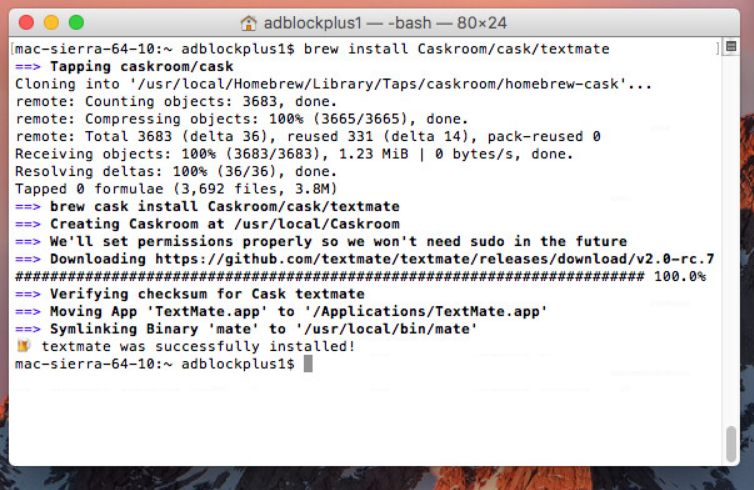 adblockplus1 — -bash — 80×24
[mac-sierra-64-10:~ adblockplus1$ brew install Caskroom/cask/textmate ]
==> Tapping caskroom/cask
Cloning into '/usr/local/Homebrew/Library/Taps/caskroom/homebrew-cask'...
remote: Counting objects: 3683, done.
remote: Compressing objects: 100% (3665/3665), done.
remote: Total 3683 (delta 36), reused 331 (delta 14), pack-reused 0
Receiving objects: 100% (3683/3683), 1.23 MiB | 0 bytes/s, done.
Resolving deltas: 100% (36/36), done.
Tapped 0 formulae (3,692 files, 3.8M)
==> brew cask install Caskroom/cask/textmate
==> Creating Caskroom at /usr/local/Caskroom
==> We'll set permissions properly so we won't need sudo in the future
==> Downloading https://github.com/textmate/textmate/releases/download/v2.0-rc.7
######################################################################## 100.0%
==> Verifying checksum for Cask textmate
==> Moving App 'TextMate.app' to '/Applications/TextMate.app'
==> Symlinking Binary 'mate' to '/usr/local/bin/mate'
🍺 textmate was successfully installed!
mac-sierra-64-10:~ adblockplus1$